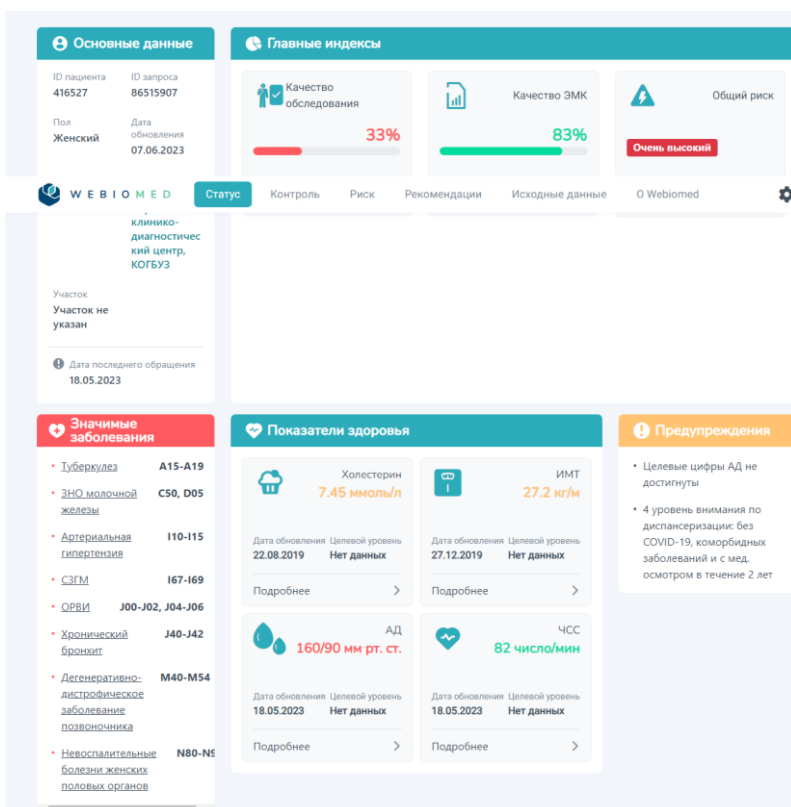 Основные данные
ID пациента
ID запроса
416527
86515907
Пол
Дата
обновления
Женский
07.06.2023
Главные индексы
Качество
обследования
33%
Качество ЭМК
83%
Общий риск
Очень высокий
WEBIOMED
Статус
Контроль
Риск
Рекомендации
Исходные данные
О Webiomed
клинико-
диагностичес
кий центр,
КОГБУЗ
Участок
Участок не
указан
Дата последнего обращения
18.05.2023
Значимые
заболевания
Туберкулез A15-A19
ЗНО молочной C50, D05
железы
Артериальная I10-I15
гипертензия
СЗГМ I67-I69
ОРВИ J00-J02, J04-J06
Хронический J40-J42
бронхит
Дегенеративно- M40-M54
дистрофическое
заболевание
позвоночника
Невоспалительные N80-N9
болезни женских
половых органов
Показатели здоровья
Холестерин
7.45 ммоль/л
Дата обновления Целевой уровень
22.08.2019 Нет данных
Подробнее
ИМТ
27.2 кг/м
Дата обновления Целевой уровень
27.12.2019 Нет данных
Подробнее
АД
160/90 мм рт. ст.
Дата обновления Целевой уровень
18.05.2023 Нет данных
Подробнее
ЧСС
82 число/мин
Дата обновления Целевой уровень
18.05.2023 Нет данных
Подробнее
Предупреждения
Целевые цифры АД не
достигнуты
4 уровень внимания по
диспансеризации: без
COVID-19, коморбидных
заболеваний и с мед.
осмотром в течение 2 лет